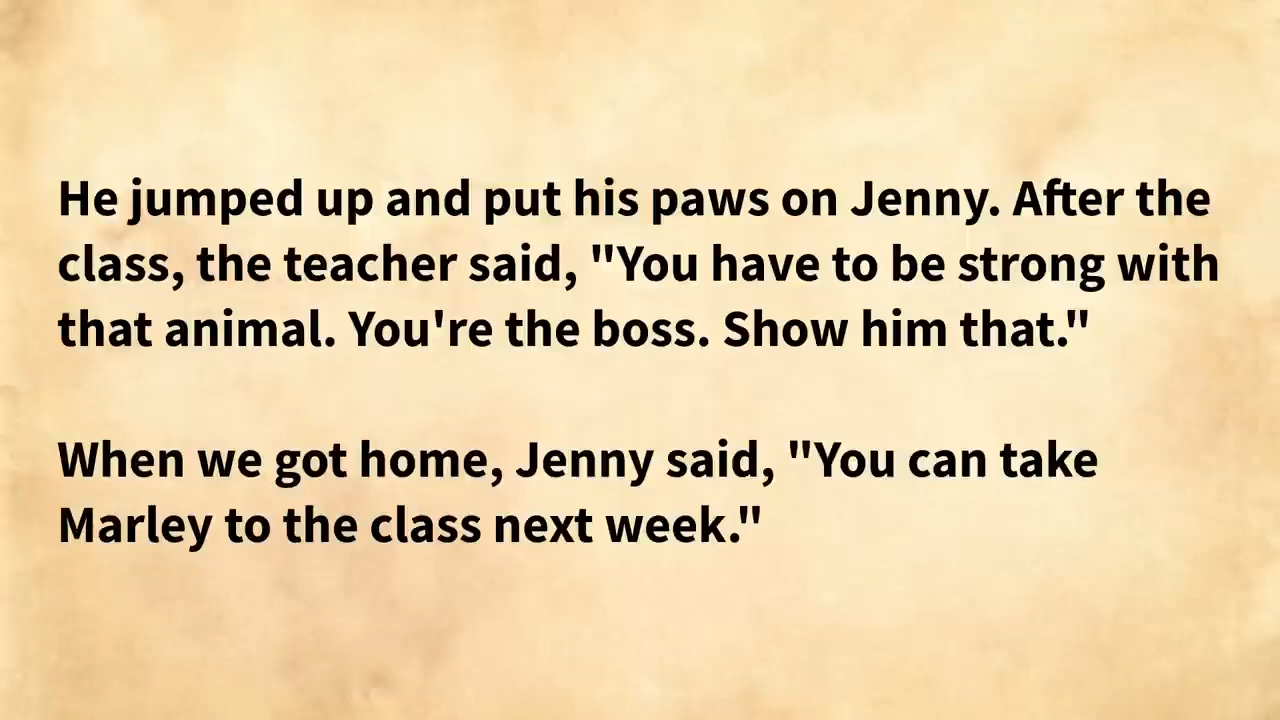 He jumped up and put his paws on Jenny. After the
class, the teacher said, "You have to be strong with
that animal. You're the boss. Show him that."
When we got home, Jenny said, "You can take
Marley to the class next week."